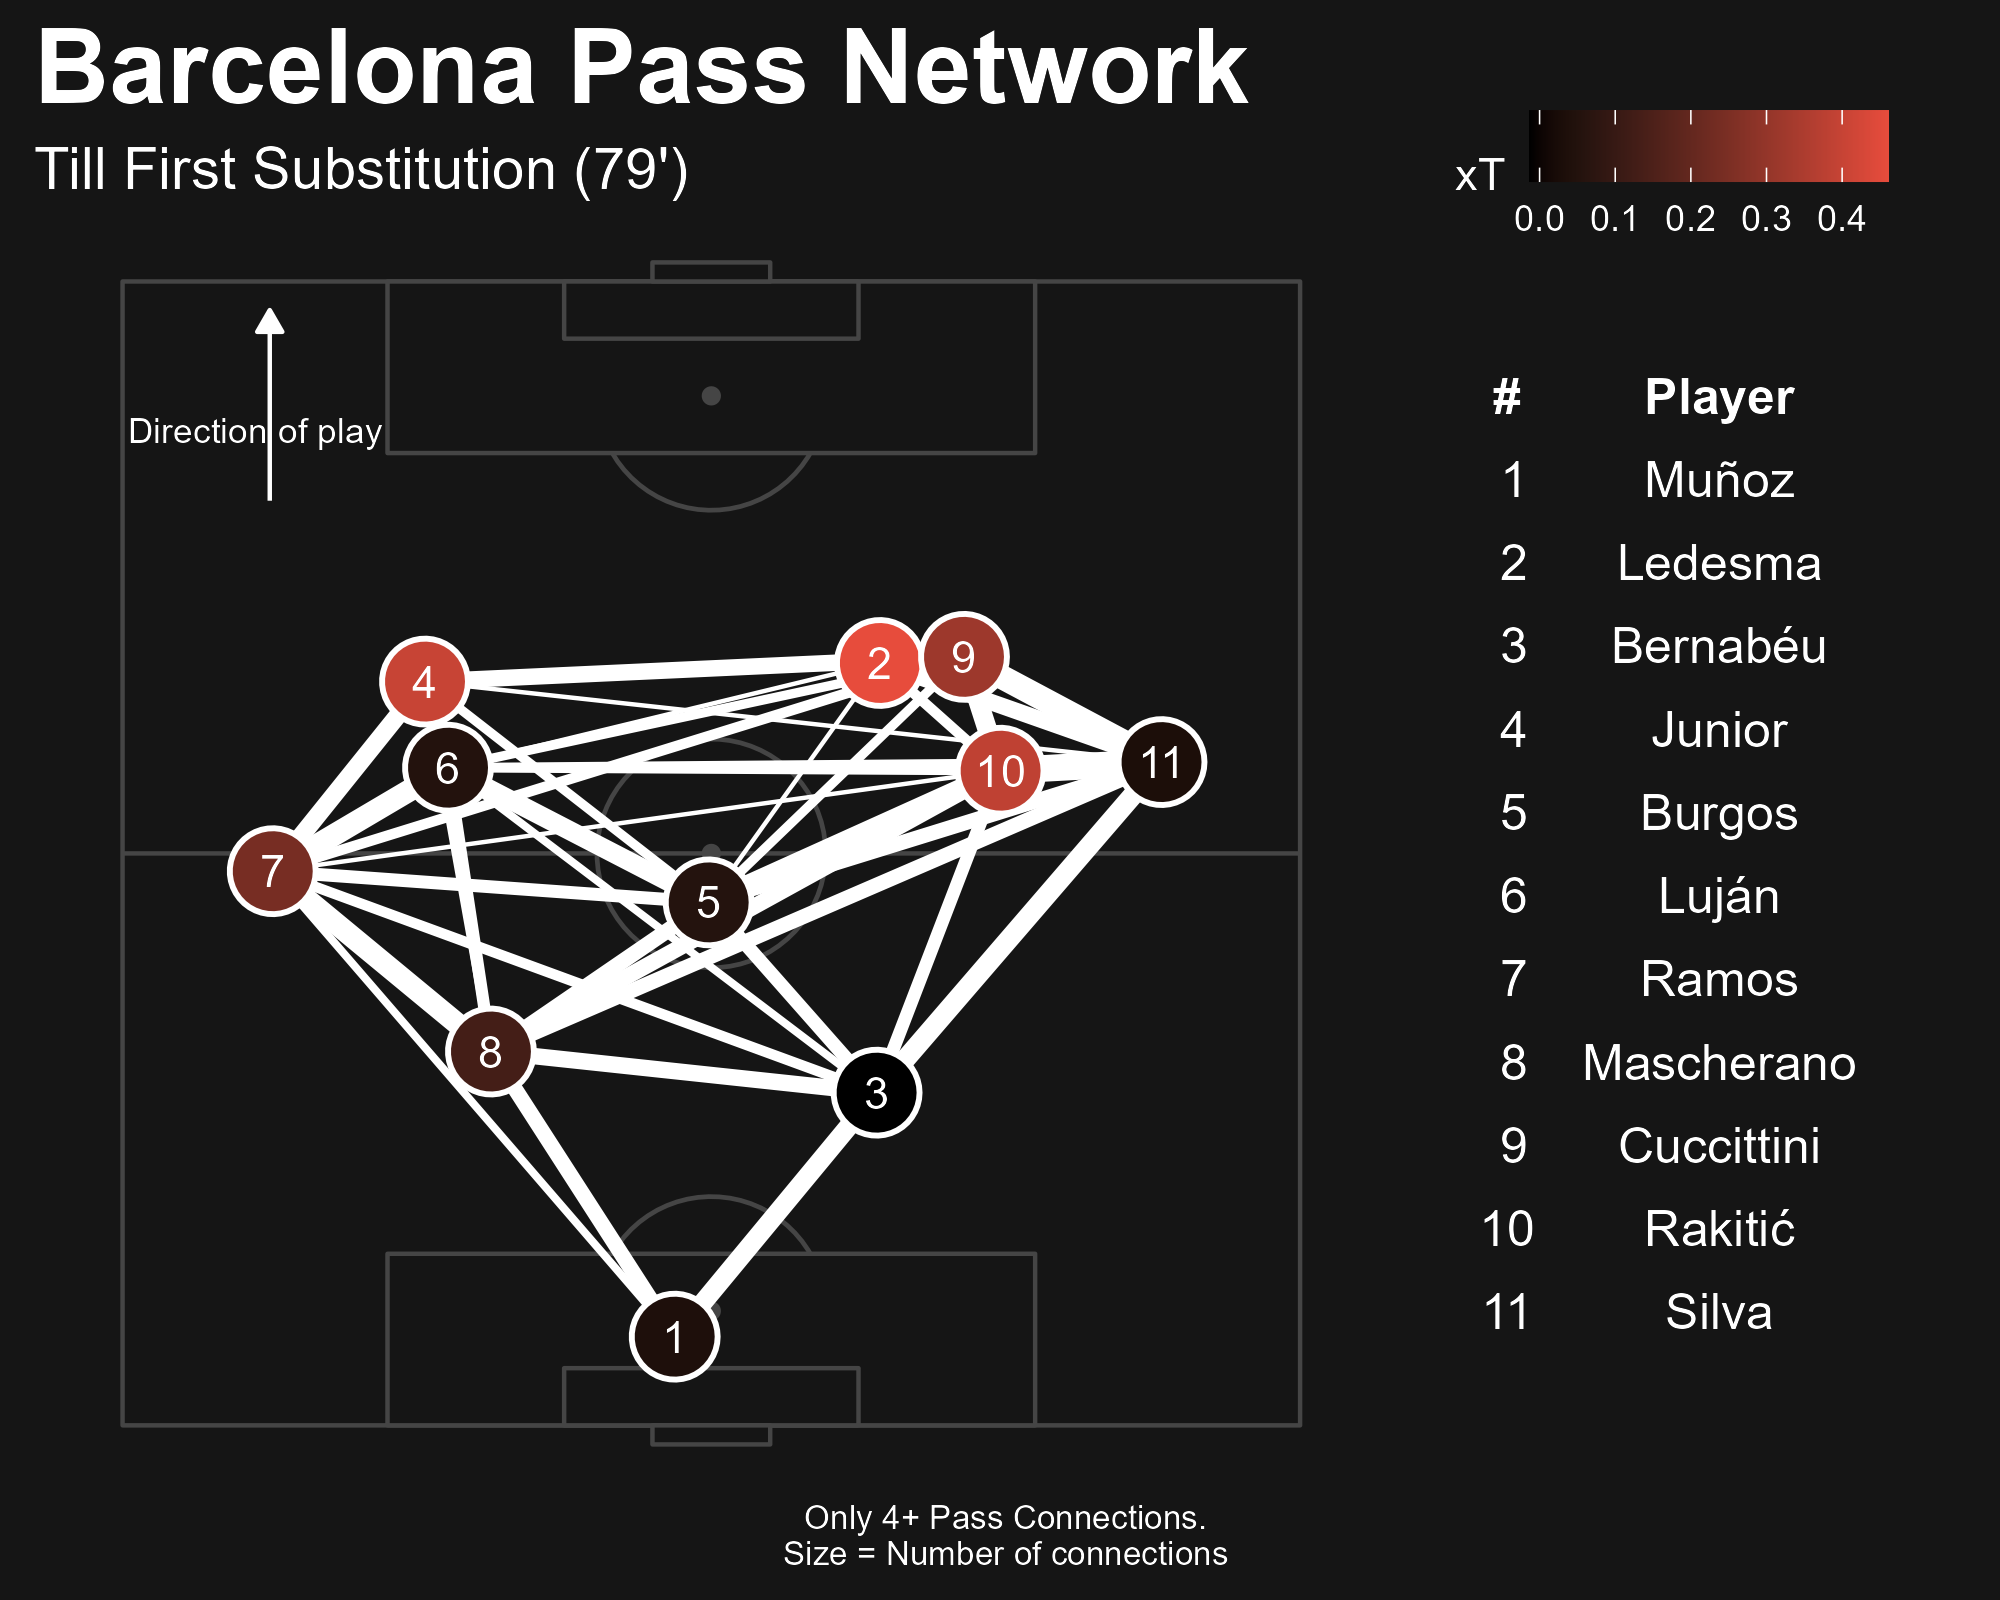 Barcelona Pass Network
Till First Substitution (79')
xT
0.0 0.1 0.2 0.3 0.4
Direction of play
4
2
9
6
10
11
7
5
8
3
1
# Player
1 Muñoz
2 Ledesma
3 Bernabéu
4 Junior
5 Burgos
6 Luján
7 Ramos
8 Mascherano
9 Cuccittini
10 Rakitić
11 Silva
Only 4+ Pass Connections.
Size = Number of connections